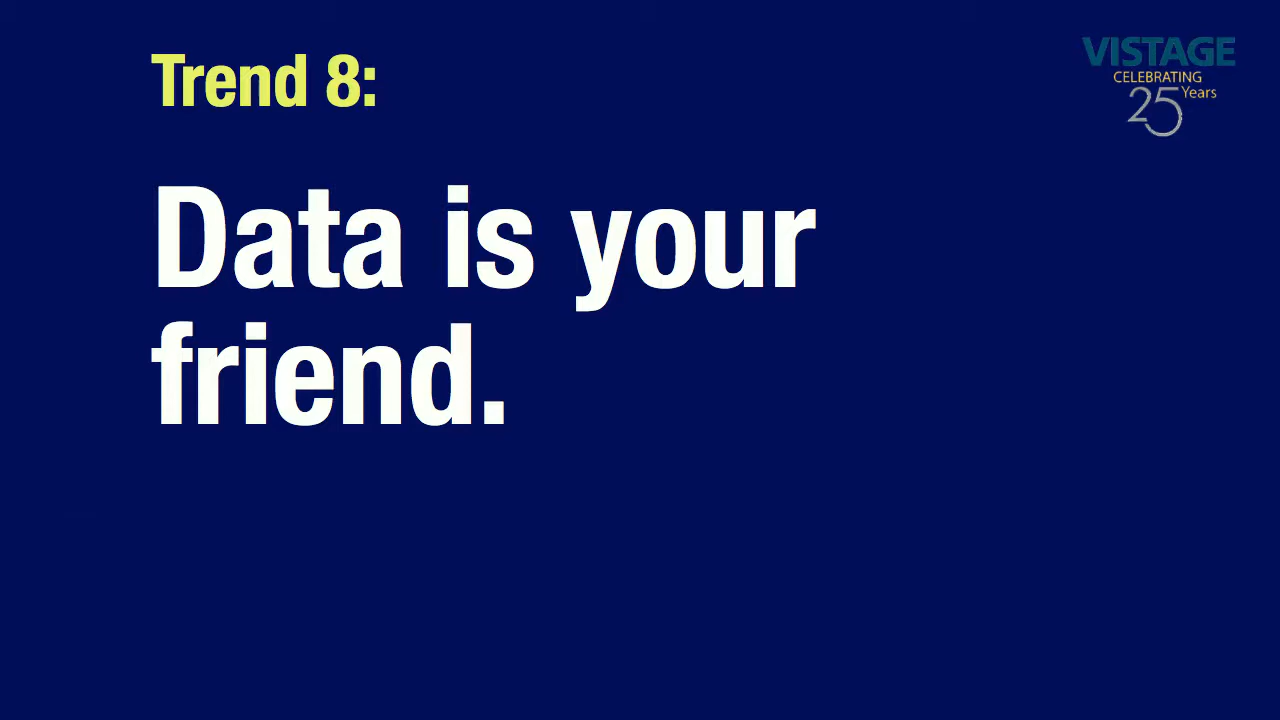 Trend 8:
VISTAGE
CELEBRATING
25 Years
Data is your
friend.